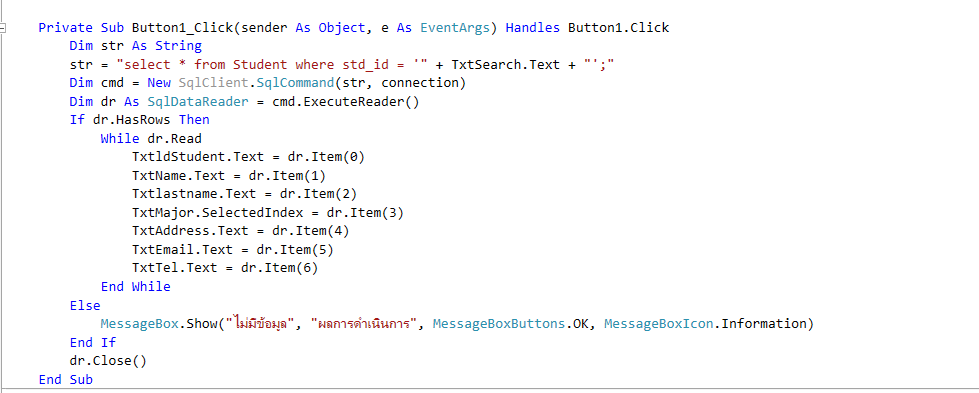 Private Sub Button1_Click(sender As Object, e As EventArgs) Handles Button1.Click
Dim str As String
str = "select * from Student where std_id = '" + TxtSearch.Text + "';"
Dim cmd = New SqlClient.SqlCommand(str, connection)
Dim dr As SqlDataReader = cmd.ExecuteReader()
If dr.HasRows Then
While dr.Read
TxtldStudent.Text = dr.Item(0)
TxtName.Text = dr.Item(1)
Txtlastname.Text = dr.Item(2)
TxtMajor.SelectedIndex = dr.Item(3)
TxtAddress.Text = dr.Item(4)
TxtEmail.Text = dr.Item(5)
TxtTel.Text = dr.Item(6)
End While
Else
MessageBox.Show("ไม่มีข้อมูล", "ผลการดำเนินการ", MessageBoxButtons.OK, MessageBoxIcon.Information)
End If
dr.Close()
End Sub